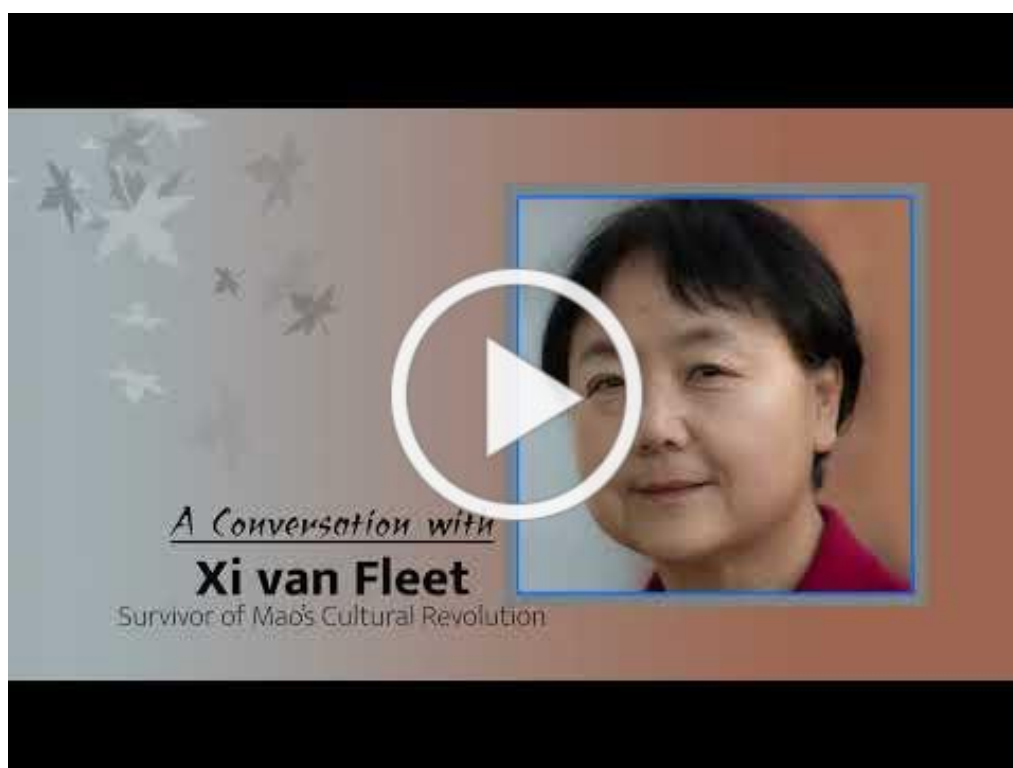 A Conversation with
Xi van Fleet
Survivor of Mao's Cultural Revolution